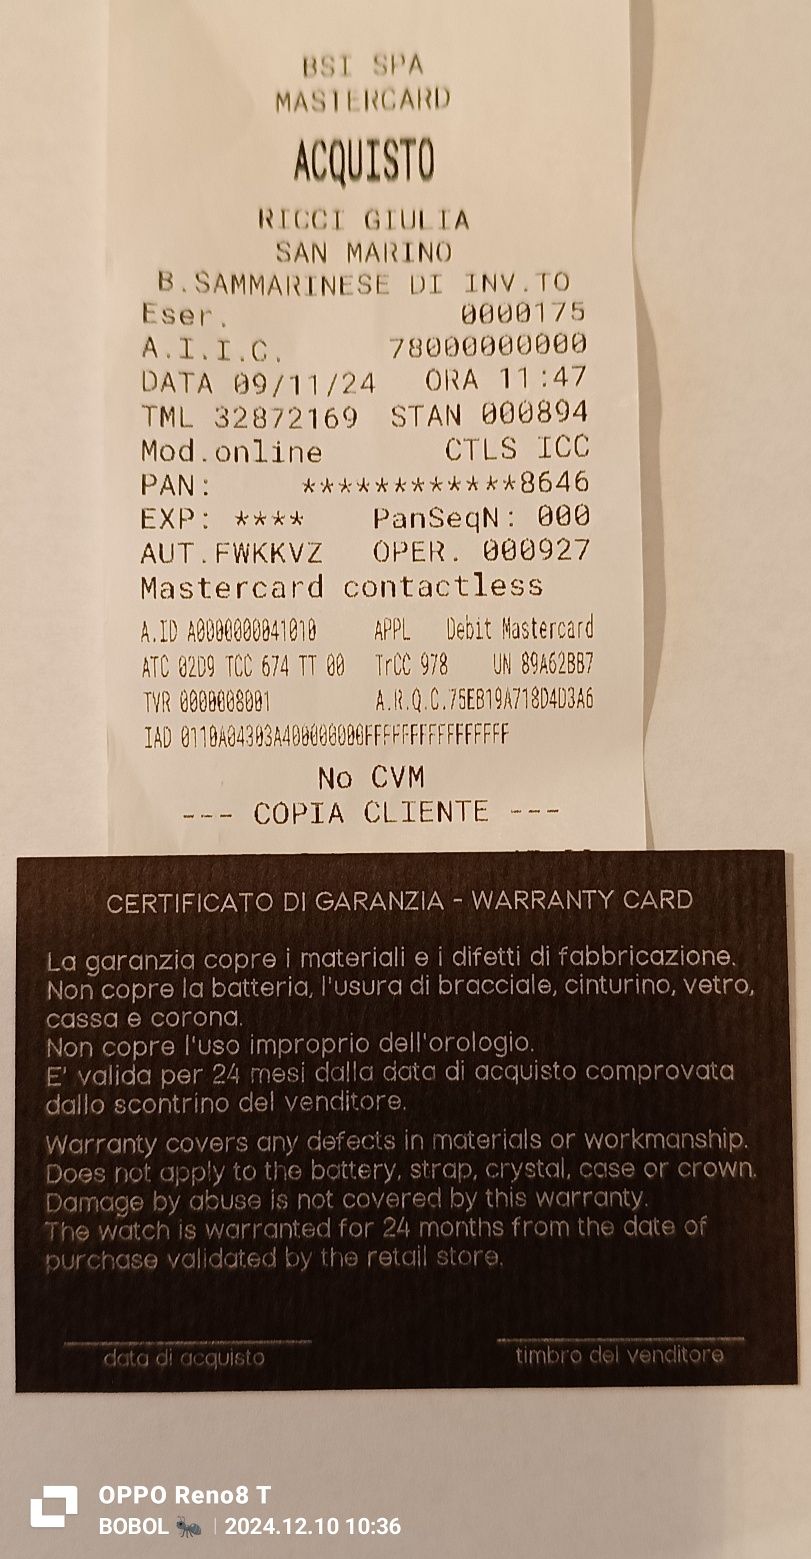 BSI SPA
MASTERCARD
ACQUISTO
RICCI GIULIA
SAN MARINO
B.SAMMARINESE DI INV.TO
Eser. 0000175
A.I.I.C. 78000000000
DATA 09/11/24 ORA 11:47
TML 32872169 STAN 000894
Mod.online CTLS ICC
PAN: ************8646
EXP: **** PanSeqN: 000
AUT.FWKKVZ OPER. 000927
Mastercard contactless
A.ID A0000000041010 APPL Debit Mastercard
ATC 02D9 TCC 674 TT 00 TrCC 978 UN 89A62BB7
TVR 0000008001 A.R.Q.C.75EB19A718D4D3A6
IAD 0110A04303A400000000FFFFFFFFFFFFFFFF
No CVM
--- COPIA CLIENTE ---
CERTIFICATO DI GARANZIA - WARRANTY CARD
La garanzia copre i materiali e i difetti di fabbricazione.
Non copre la batteria, l'usura di bracciale, cinturino, vetro,
cassa e corona.
Non copre l'uso improprio dell'orologio.
E' valida per 24 mesi dalla data di acquisto comprovata
dallo scontrino del venditore.
Warranty covers any defects in materials or workmanship.
Does not apply to the battery, strap, crystal, case or crown.
Damage by abuse is not covered by this warranty.
The watch is warranted for 24 months from the date of
purchase validated by the retail store.
data di acquisto timbro del venditore
OPPO Reno8 T
BOBOL 🐜 | 2024.12.10 10:36